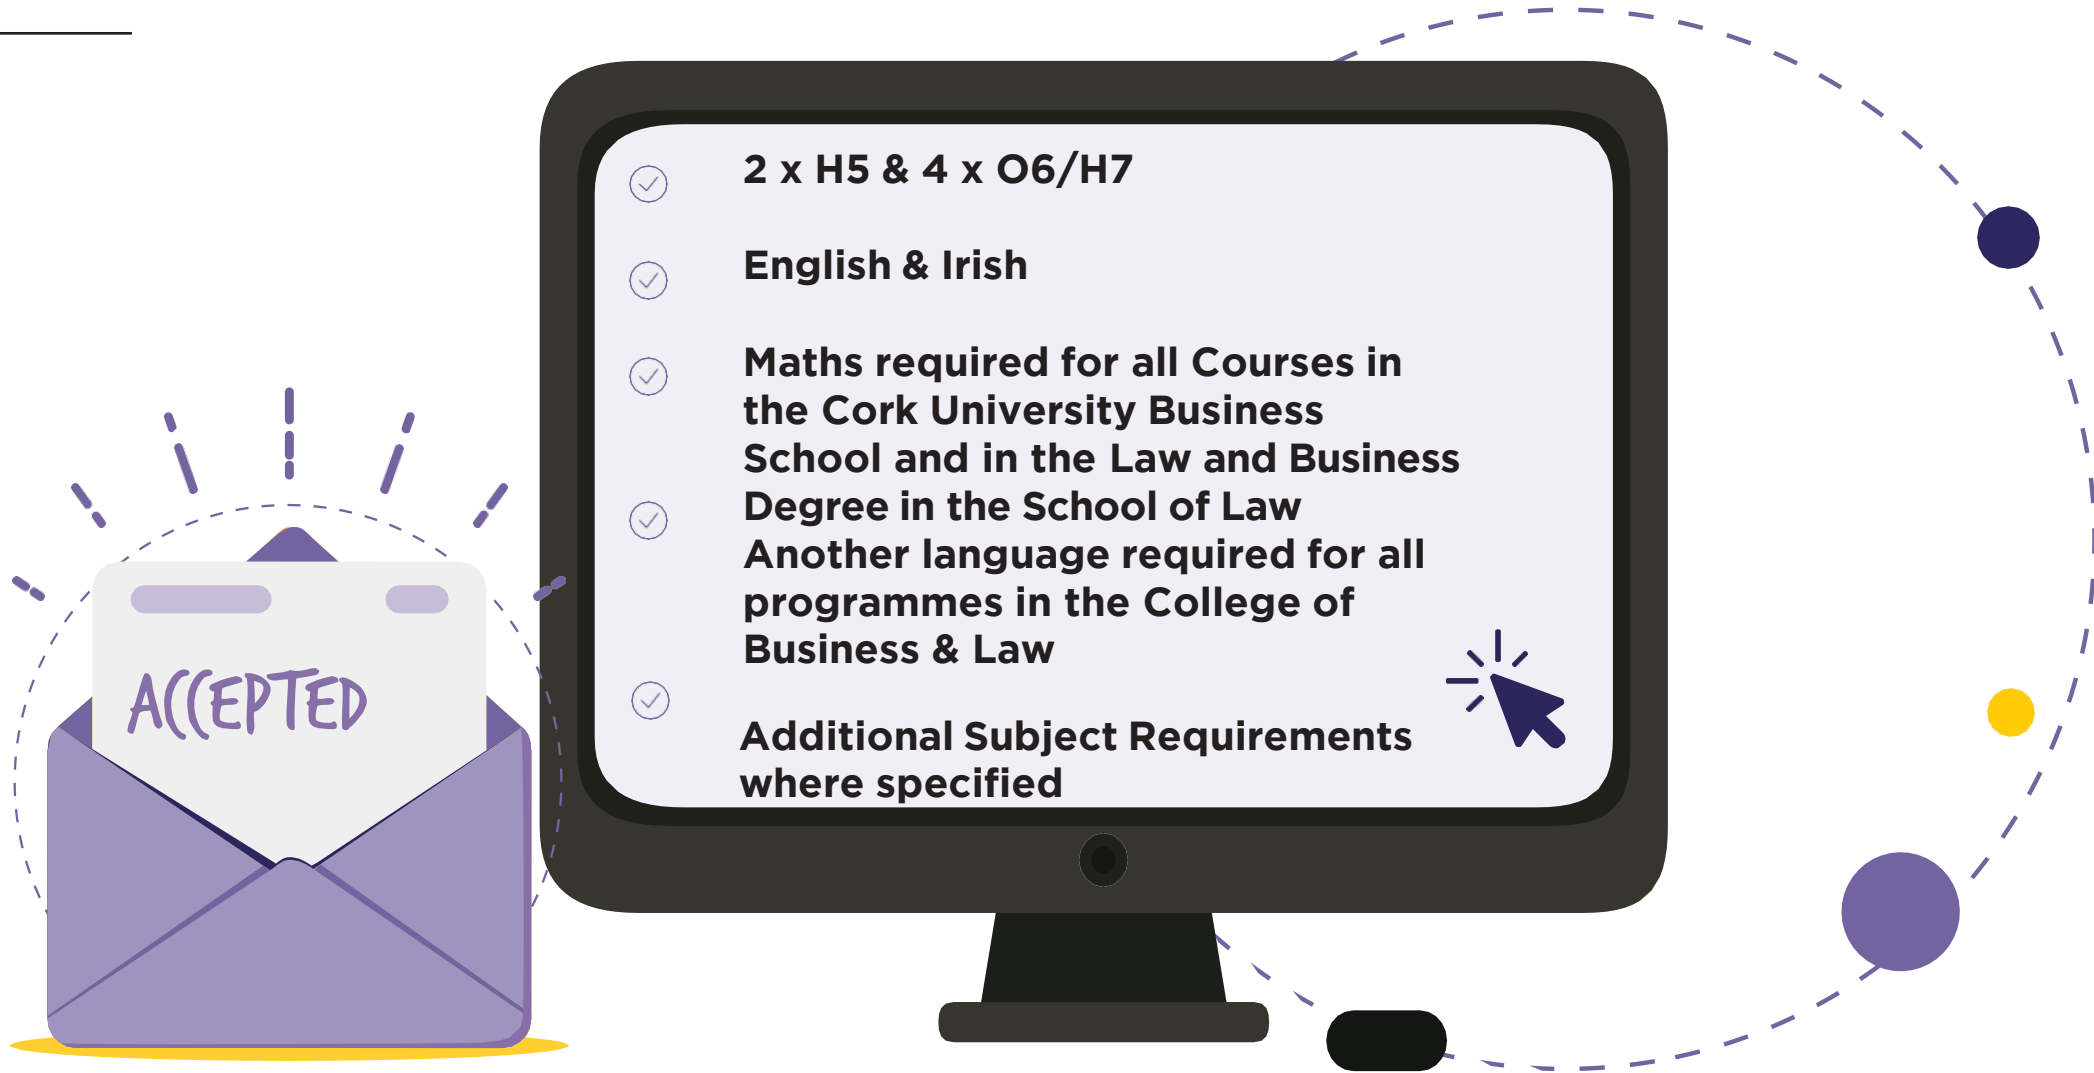 2 x H5 & 4 x O6/H7
English & Irish
Maths required for all Courses in
the Cork University Business
School and in the Law and Business
Degree in the School of Law
Another language required for all
programmes in the College of
Business & Law
Additional Subject Requirements
where specified
ACCEPTED